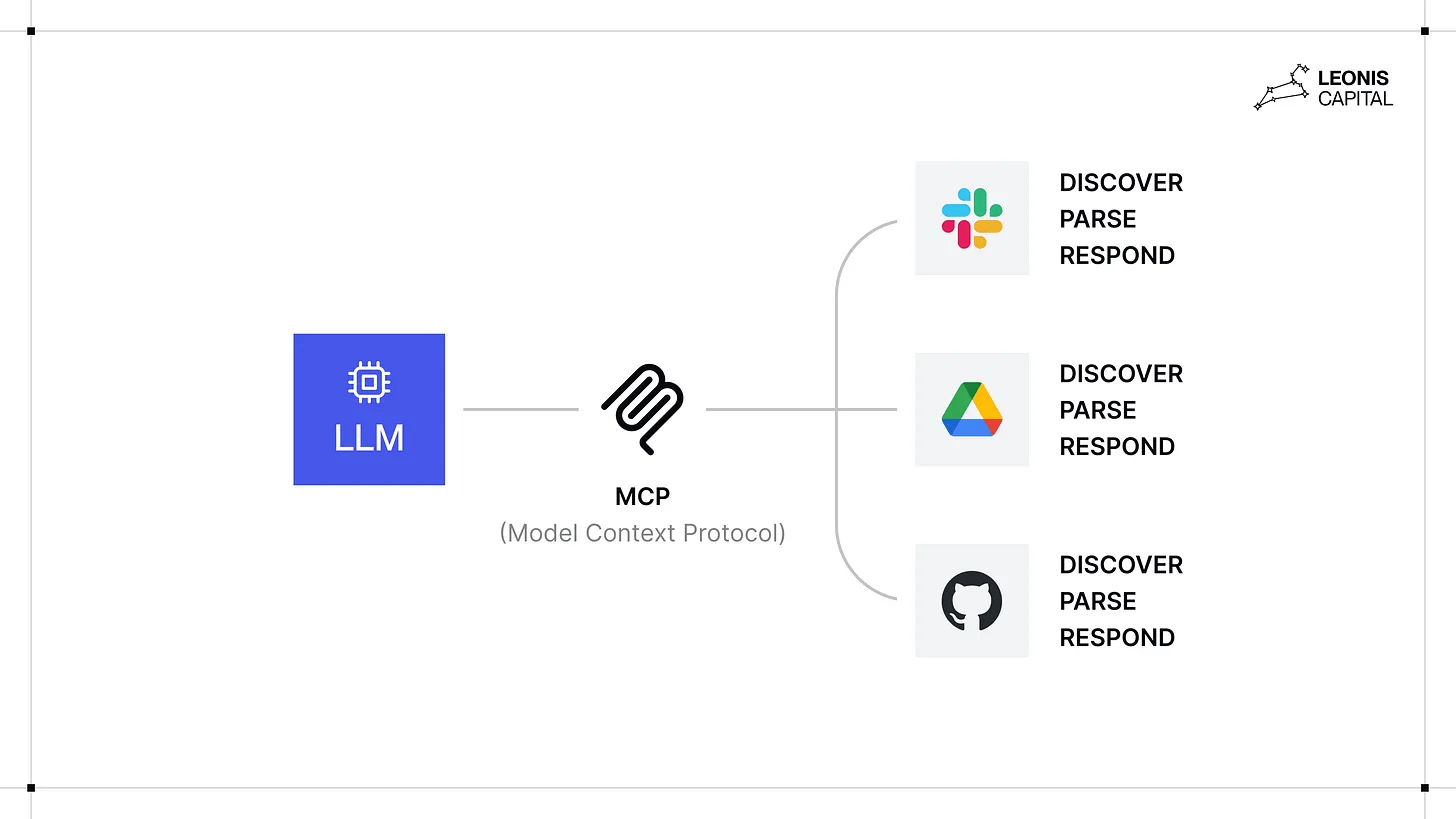 LEONIS
CAPITAL
DISCOVER
PARSE
RESPOND
LLM
MCP
(Model Context Protocol)
DISCOVER
PARSE
RESPOND
DISCOVER
PARSE
RESPOND